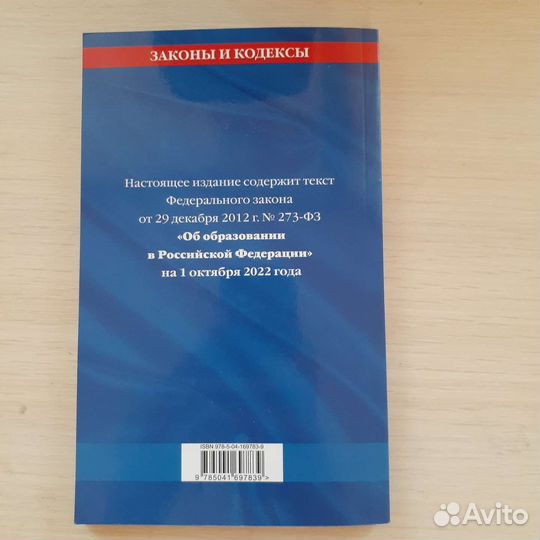 ЗАКОНЫ И КОДЕКСЫ
Настоящее издание содержит текст
Федерального закона
от 29 декабря 2012 г. № 273-ФЗ
«Об образовании
в Российской Федерации»
на 1 октября 2022 года
ISBN 978-5-04-169783-9
9 785041 697839 >
Avito